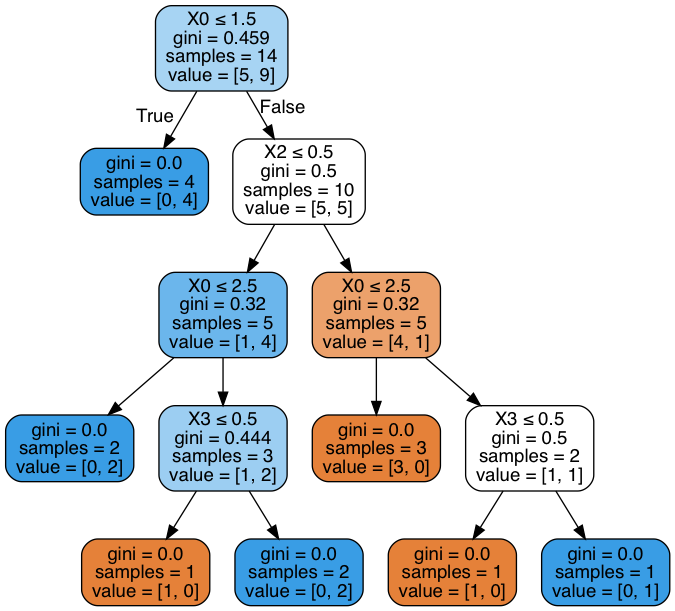 X0 ≤ 1.5
gini = 0.459
samples = 14
value = [5, 9]
True
False
gini = 0.0
samples = 4
value = [0, 4]
X2 ≤ 0.5
gini = 0.5
samples = 10
value = [5, 5]
X0 ≤ 2.5
gini = 0.32
samples = 5
value = [1, 4]
X0 ≤ 2.5
gini = 0.32
samples = 5
value = [4, 1]
gini = 0.0
samples = 2
value = [0, 2]
X3 ≤ 0.5
gini = 0.444
samples = 3
value = [1, 2]
gini = 0.0
samples = 3
value = [3, 0]
X3 ≤ 0.5
gini = 0.5
samples = 2
value = [1, 1]
gini = 0.0
samples = 1
value = [1, 0]
gini = 0.0
samples = 2
value = [0, 2]
gini = 0.0
samples = 1
value = [1, 0]
gini = 0.0
samples = 1
value = [0, 1]